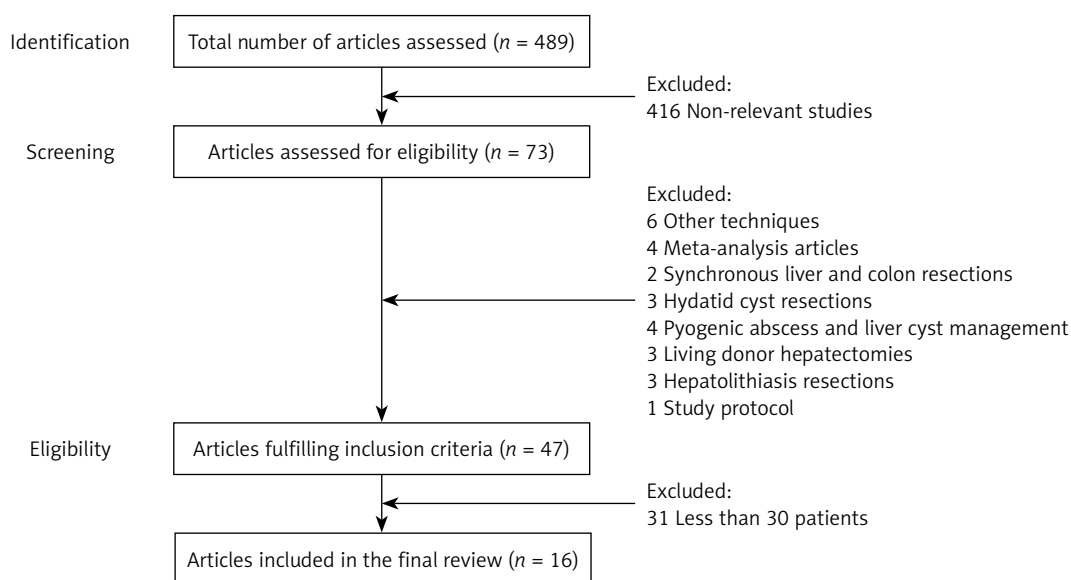 Identification
Total number of articles assessed (n = 489)
Excluded:
416 Non-relevant studies
Screening
Articles assessed for eligibility (n = 73)
Excluded:
6 Other techniques
4 Meta-analysis articles
2 Synchronous liver and colon resections
3 Hydatid cyst resections
4 Pyogenic abscess and liver cyst management
3 Living donor hepatectomies
3 Hepatolithiasis resections
1 Study protocol
Eligibility
Articles fulfilling inclusion criteria (n = 47)
Excluded:
31 Less than 30 patients
Articles included in the final review (n = 16)